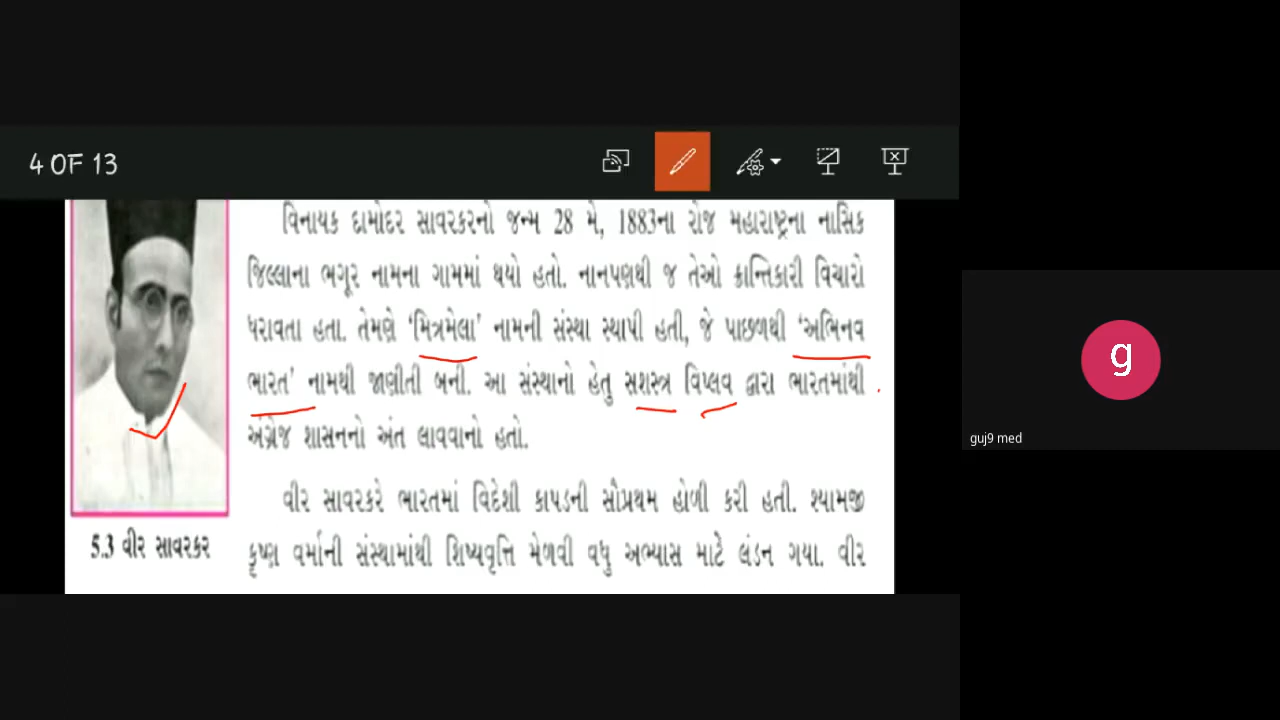 4 OF 13
વિનાયક દામોદર સાવરકરનો જન્મ 28 મે, 1883ના રોજ મહારાષ્ટ્રના નાસિક
જિલ્લાના ભગૂર નામના ગામમાં થયો હતો. નાનપણથી જ તેઓ ક્રાન્તિકારી વિચારો
ધરાવતા હતા. તેમણે 'મિત્રમેલા' નામની સંસ્થા સ્થાપી હતી, જે પાછળથી 'અભિનવ
ભારત' નામથી જાણીતી બની. આ સંસ્થાનો હેતુ સશસ્ત્ર વિપ્લવ દ્વારા ભારતમાંથી
અંગ્રેજ શાસનનો અંત લાવવાનો હતો.
વીર સાવરકરે ભારતમાં વિદેશી કાપડની સૌપ્રથમ હોળી કરી હતી. શ્યામજી
કૃષ્ણ વર્માની સંસ્થામાંથી શિષ્યવૃત્તિ મેળવી વધુ અભ્યાસ માટે લંડન ગયા. વીર
5.3 વીર સાવરકર
g
guj9 med